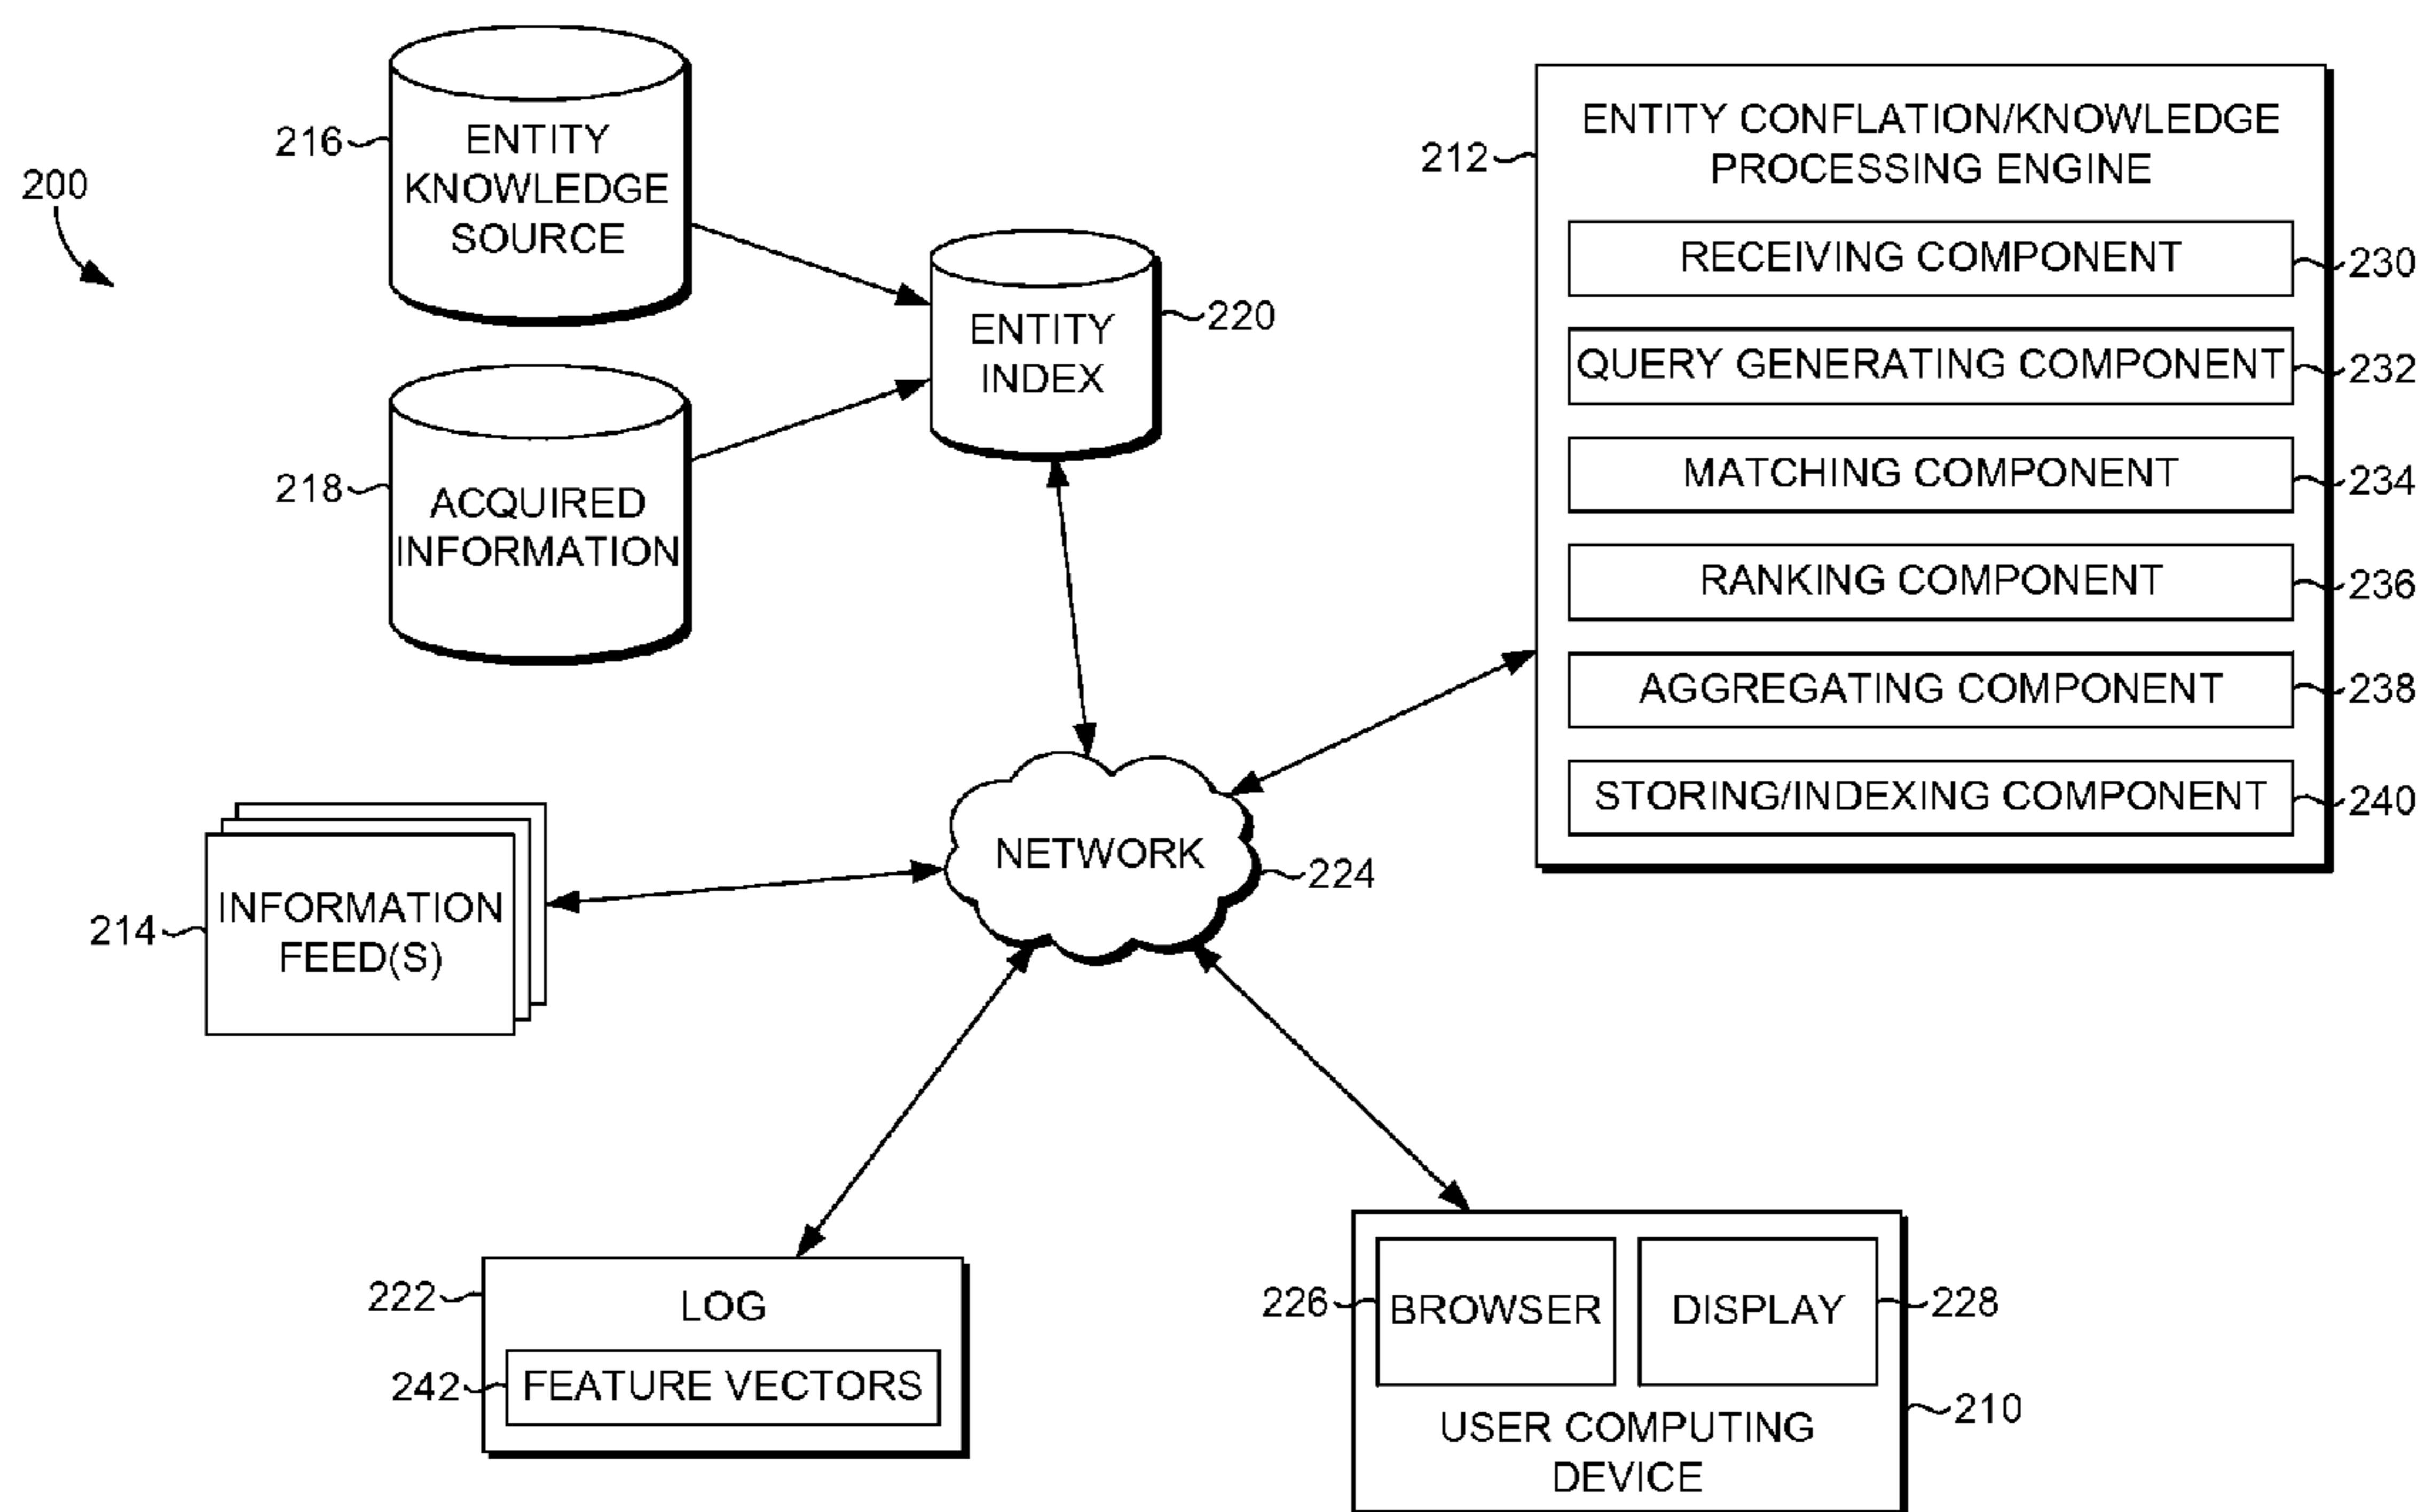 200
216
ENTITY
KNOWLEDGE
SOURCE
218
ACQUIRED
INFORMATION
ENTITY
INDEX
220
212
ENTITY CONFLATION/KNOWLEDGE
PROCESSING ENGINE
RECEIVING COMPONENT
230
QUERY GENERATING COMPONENT
232
MATCHING COMPONENT
234
RANKING COMPONENT
236
AGGREGATING COMPONENT
238
STORING/INDEXING COMPONENT
240
NETWORK
224
214
INFORMATION
FEED(S)
222
LOG
242
FEATURE VECTORS
226
BROWSER
DISPLAY
228
USER COMPUTING
DEVICE
210